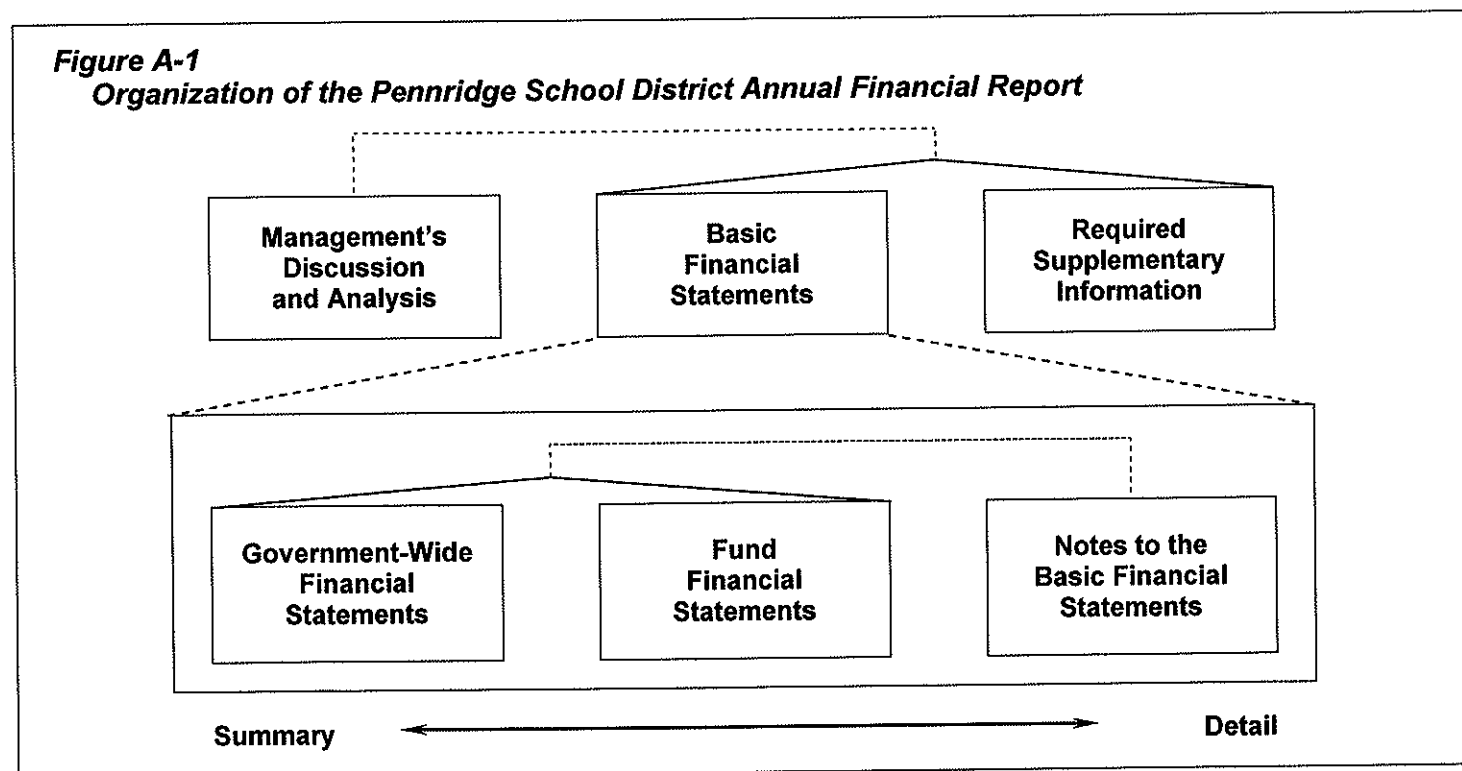 Figure A-1
Organization of the Pennridge School District Annual Financial Report
Management's
Discussion
and Analysis
Basic
Financial
Statements
Required
Supplementary
Information
Government-Wide
Financial
Statements
Fund
Financial
Statements
Notes to the
Basic Financial
Statements
Summary
Detail